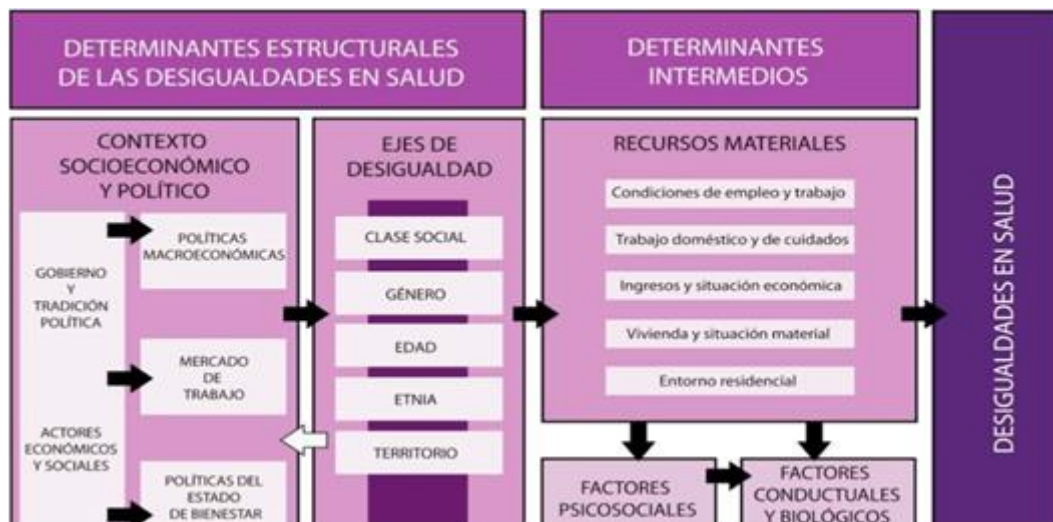 DETERMINANTES ESTRUCTURALES
DE LAS DESIGUALDADES EN SALUD
DETERMINANTES
INTERMEDIOS
CONTEXTO
SOCIOECONÓMICO
Y POLÍTICO
GOBIERNO
Y
TRADICIÓN
POLÍTICA
ACTORES
ECONÓMICOS
Y SOCIALES
POLÍTICAS
MACROECONÓMICAS
MERCADO
DE
TRABAJO
POLÍTICAS DEL
ESTADO
DE BIENESTAR
EJES DE
DESIGUALDAD
CLASE SOCIAL
GÉNERO
EDAD
ETNIA
TERRITORIO
RECURSOS MATERIALES
Condiciones de empleo y trabajo
Trabajo doméstico y de cuidados
Ingresos y situación económica
Vivienda y situación material
Entorno residencial
FACTORES
PSICOSOCIALES
FACTORES
CONDUCTUALES
Y BIOLÓGICOS
DESIGUALDADES EN SALUD